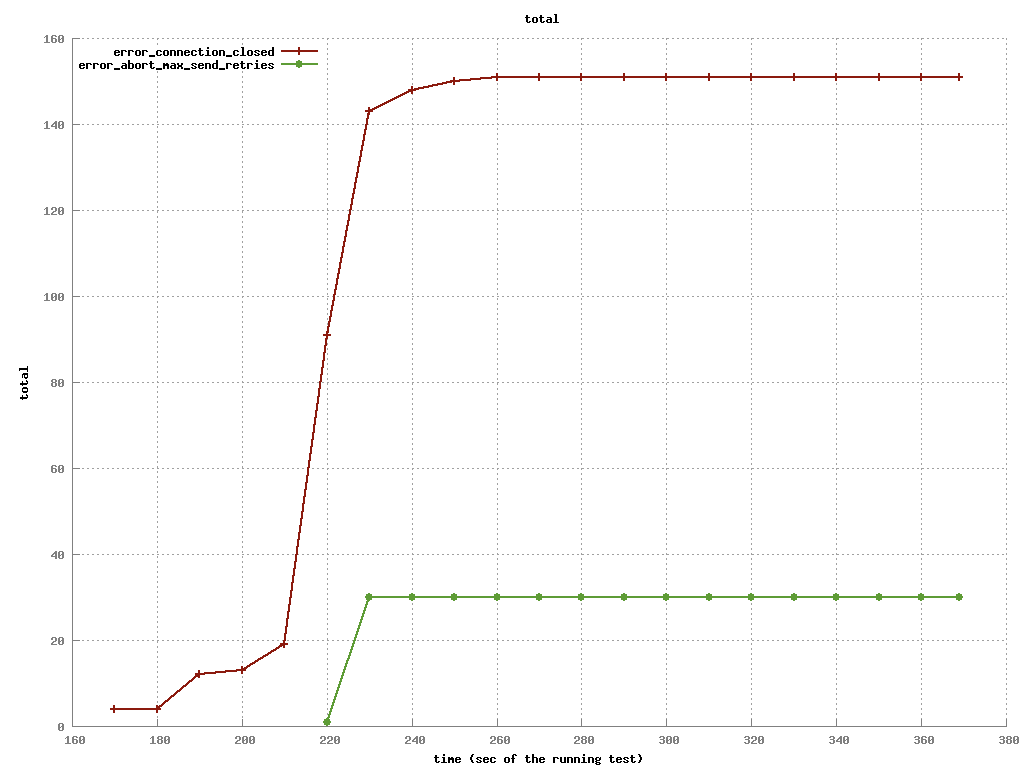 total
error_connection_closed
error_abort_max_send_retries
160
140
120
100
80
60
40
20
0
total
160 180 200 220 240 260 280 300 320 340 360 380
time (sec of the running test)